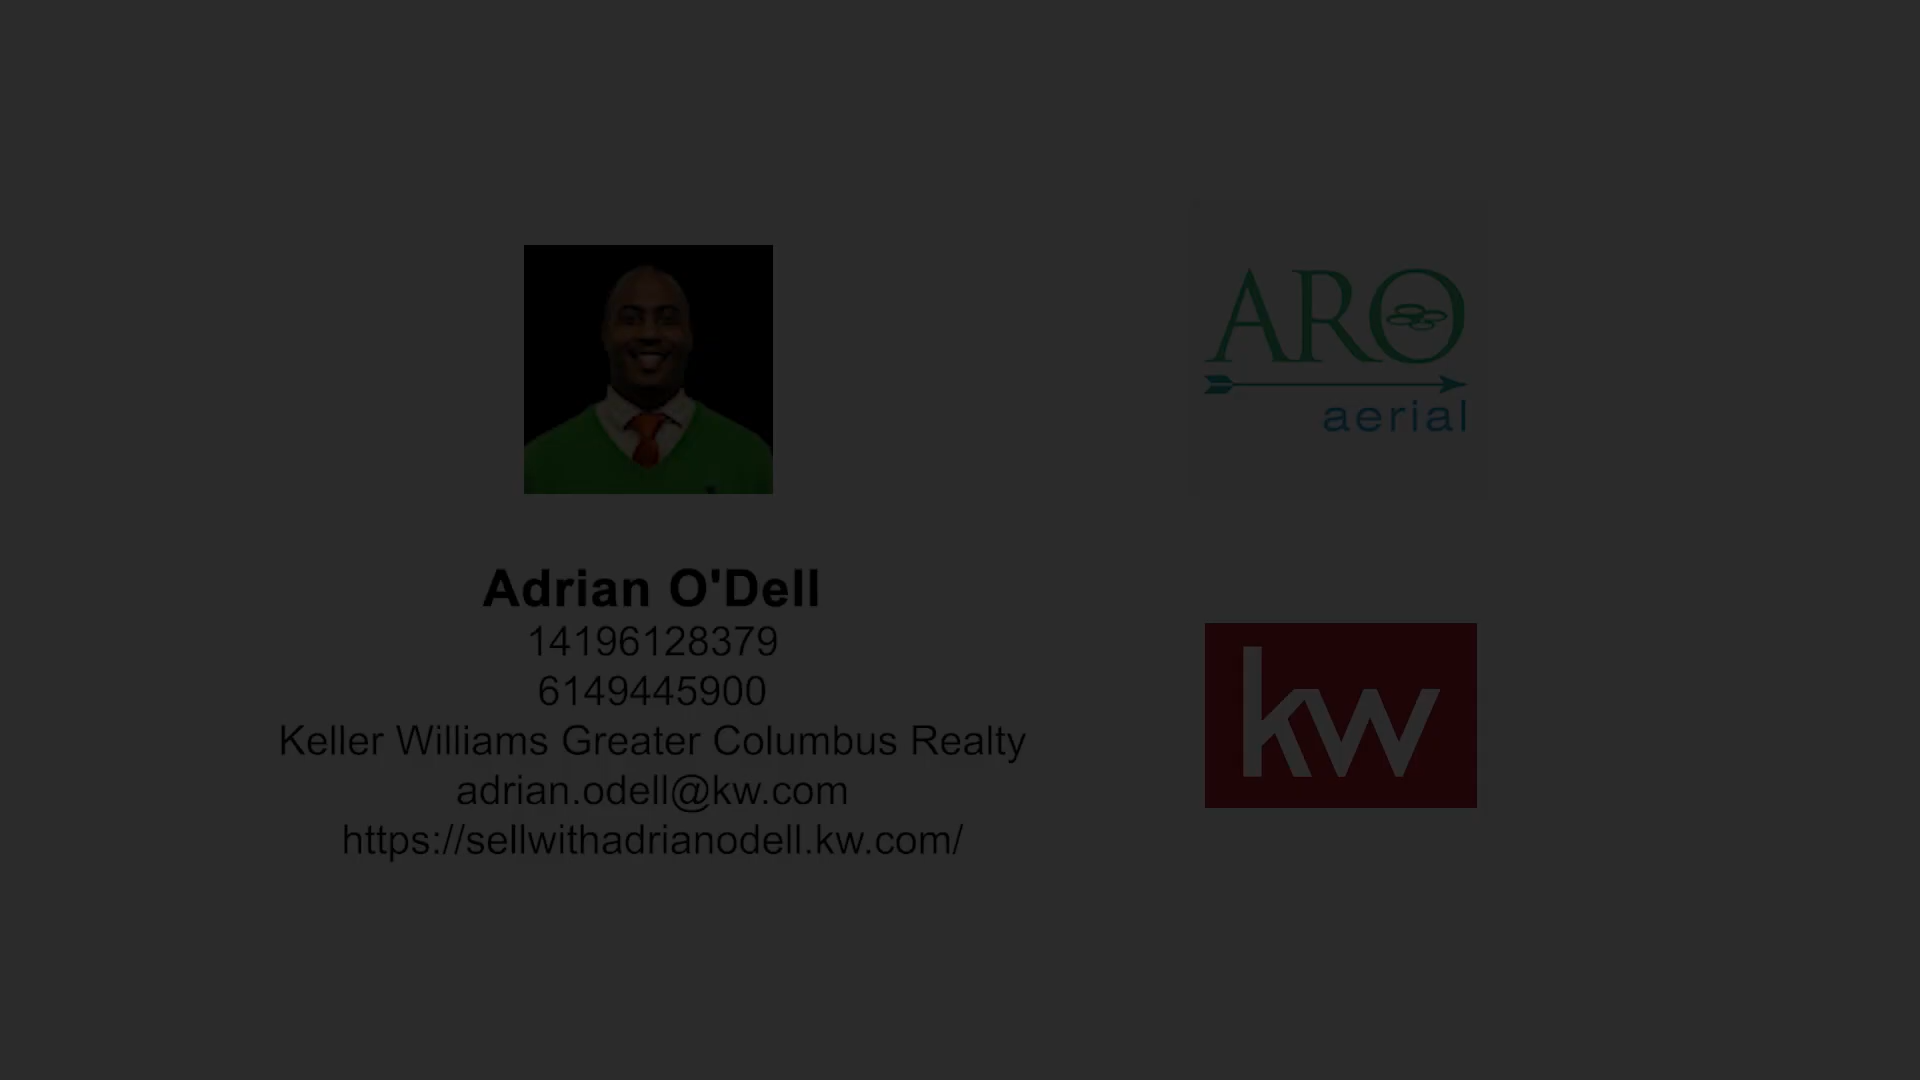 Adrian O'Dell
14196128379
6149445900
Keller Williams Greater Columbus Realty
adrian.odell@kw.com
https://sellwithadrianodell.kw.com/
ARO
aerial
kw